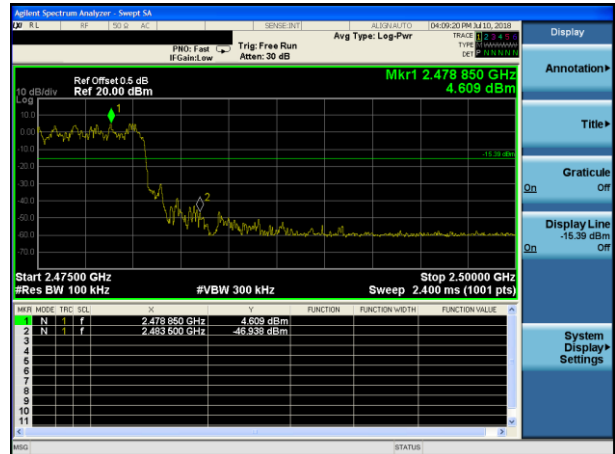 Agilent Spectrum Analyzer - Swept SA
RL RF 50 Ω AC SENSE:INT ALIGN AUTO 04:09:20 PM Jul 10, 2018
Display
Avg Type: Log-Pwr
TRACE 1 2 3 4 5 6
PNO: Fast Trig: Free Run
TYPE M
IFGain:Low Atten: 30 dB
DET P N N N N N
Annotation
Mkr1 2.478 850 GHz
4.609 dBm
Ref Offset 0.5 dB
10 dB/div Ref 20.00 dBm
Log
1
10.0
Title
0.00
-10.0
-15.39 dBm
-20.0
Graticule
On Off
-30.0
-40.0
2
-50.0
Display Line
-15.39 dBm
On Off
-60.0
-70.0
Start 2.47500 GHz Stop 2.50000 GHz
#Res BW 100 kHz #VBW 300 kHz Sweep 2.400 ms (1001 pts)
MKR MODE TRC SCL X Y FUNCTION FUNCTION WIDTH FUNCTION VALUE
1 N 1 f 2.478 850 GHz 4.609 dBm
2 N 1 f 2.483 500 GHz -46.938 dBm
3
4
5
6
7
8
9
10
11
System
Display
Settings
MSG STATUS